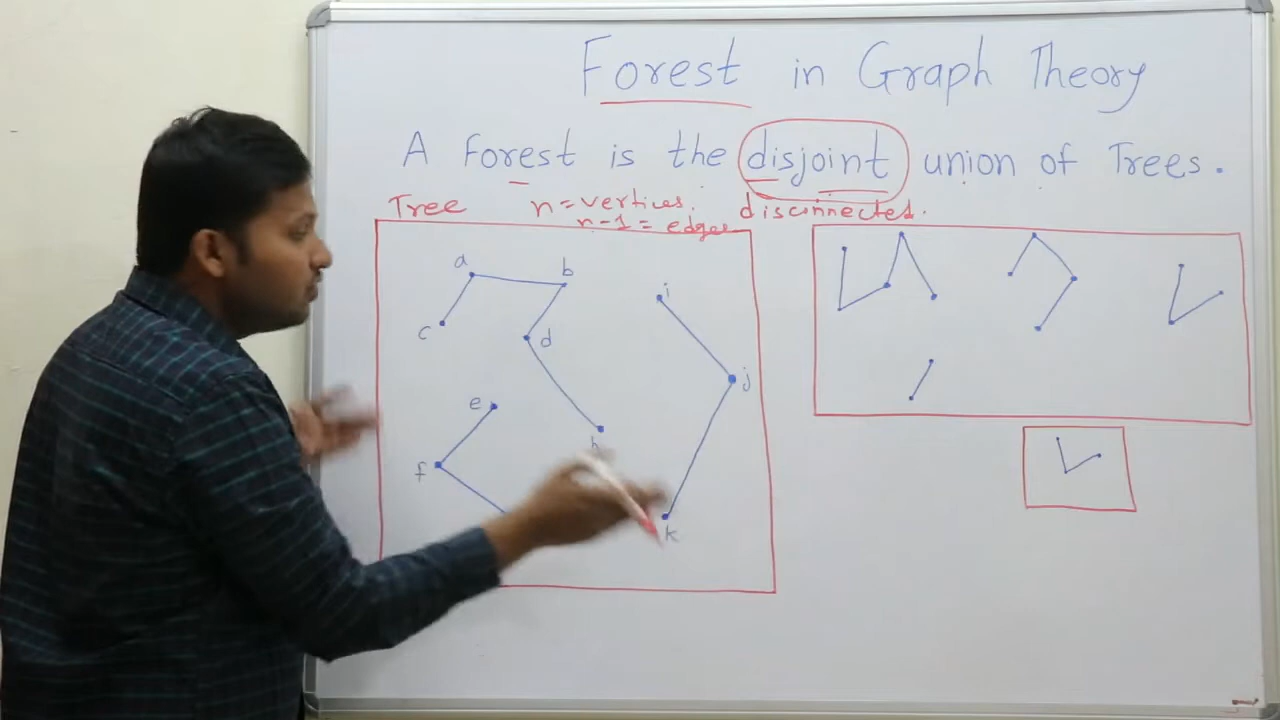 Forest in Graph Theory
A Forest is the disjoint union of Trees.
Tree n=vertices. disconnected.
n-1 = edges
a b
c d
i
j
e
f
h
k